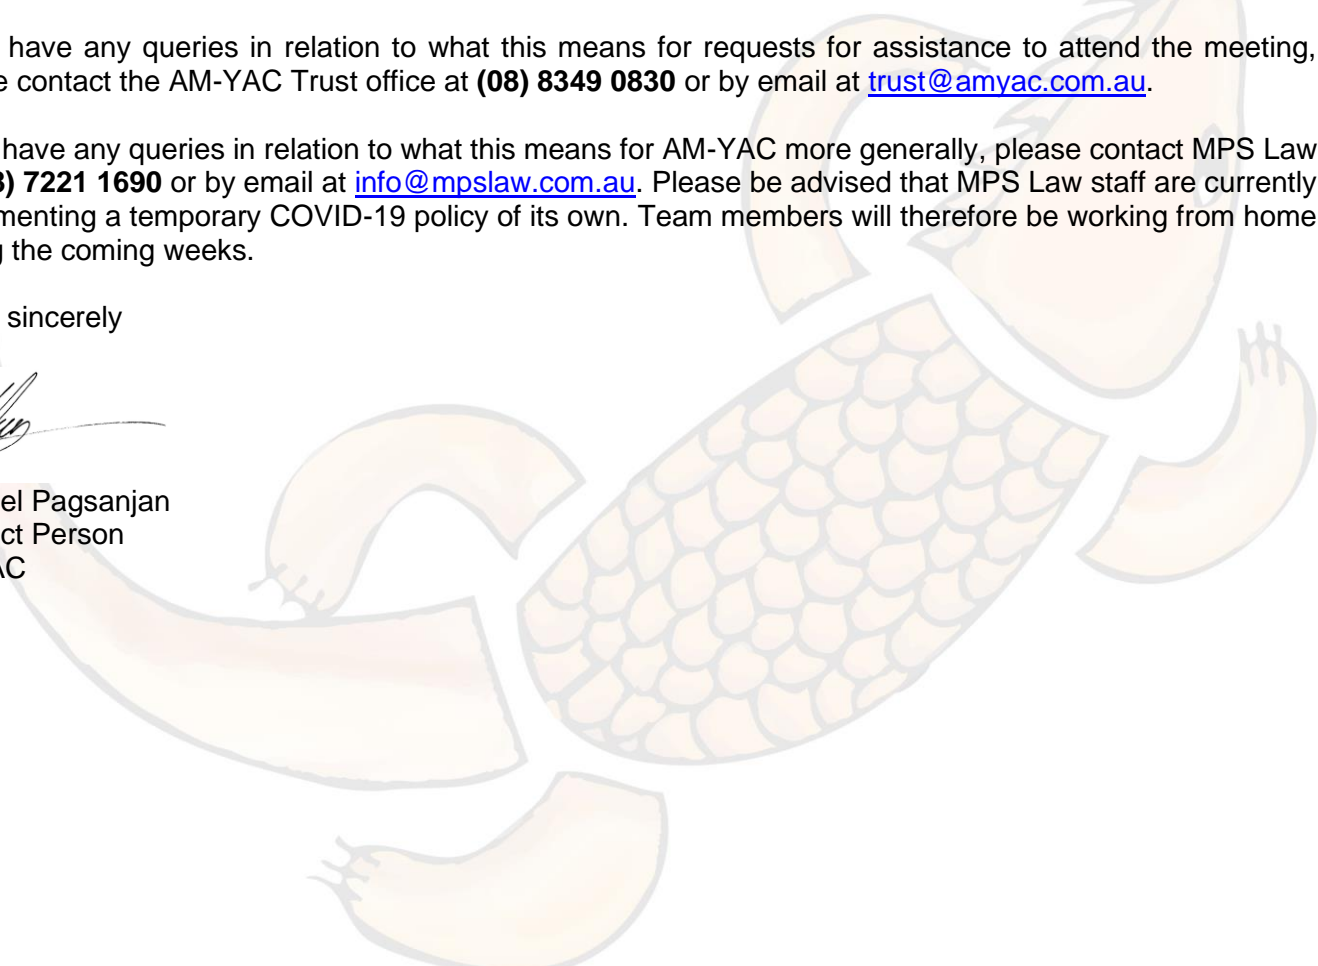 have any queries in relation to what this means for requests for assistance to attend the meeting,
e contact the AM-YAC Trust office at (08) 8349 0830 or by email at trust@amyac.com.au.
have any queries in relation to what this means for AM-YAC more generally, please contact MPS Law
8) 7221 1690 or by email at info@mpslaw.com.au. Please be advised that MPS Law staff are currently
menting a temporary COVID-19 policy of its own. Team members will therefore be working from home
g the coming weeks.
sincerely
el Pagsanjan
ct Person
AC